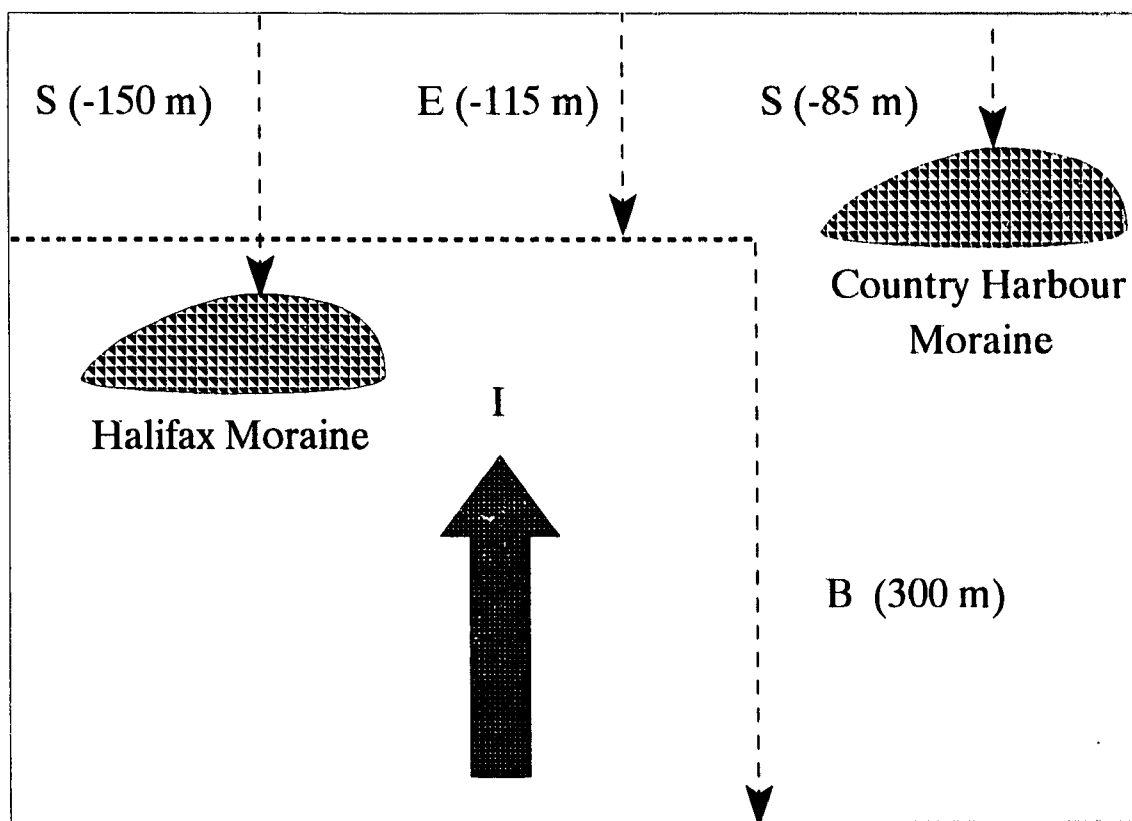 S (-150 m)
E (-115 m)
S (-85 m)
Country Harbour
Moraine
Halifax Moraine
I
B (300 m)